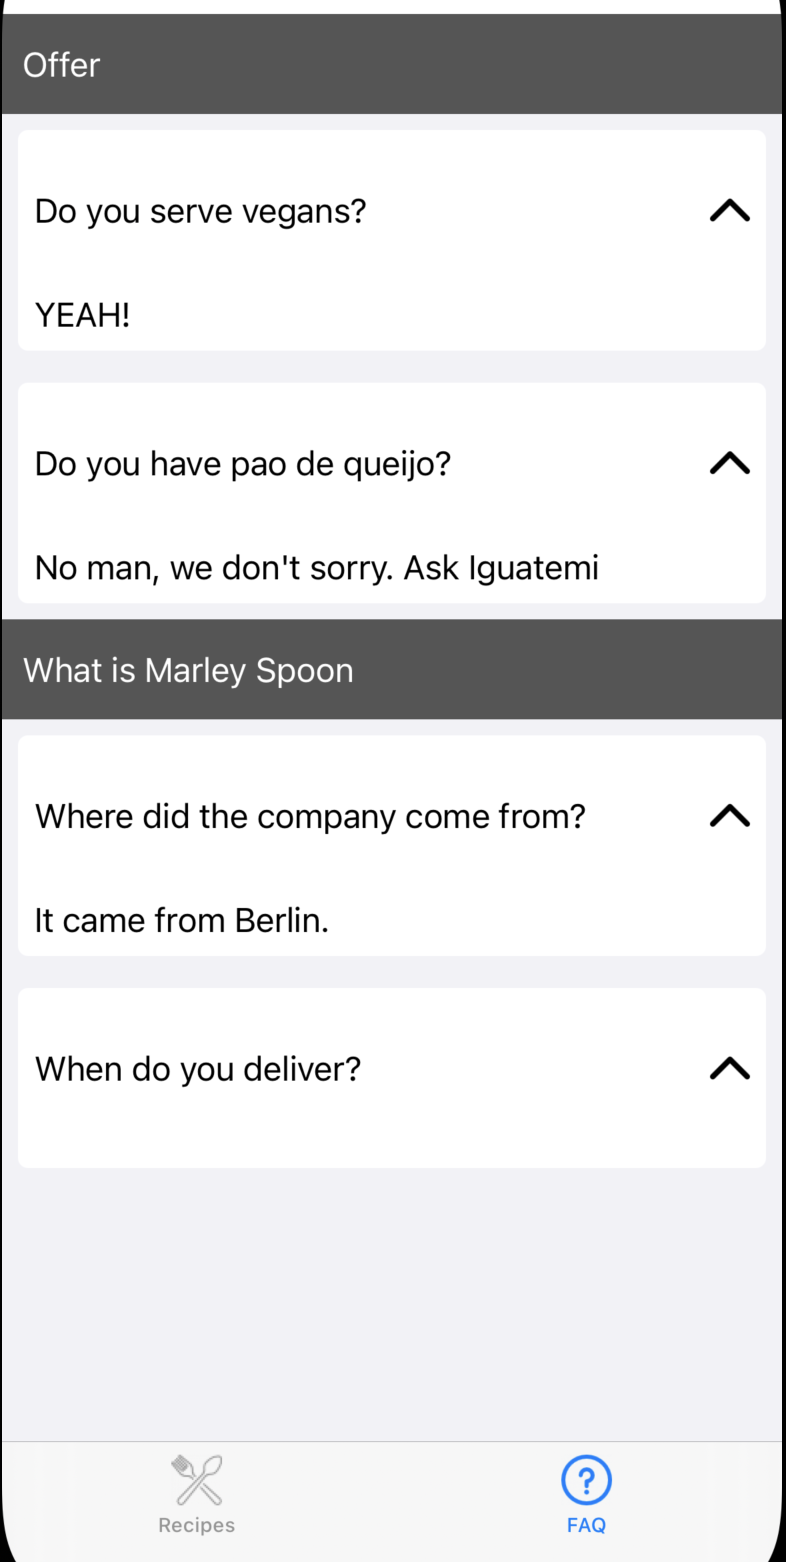 Offer
Do you serve vegans?
YEAH!
Do you have pao de queijo?
No man, we don't sorry. Ask Iguatemi
What is Marley Spoon
Where did the company come from?
It came from Berlin.
When do you deliver?
Recipes
FAQ